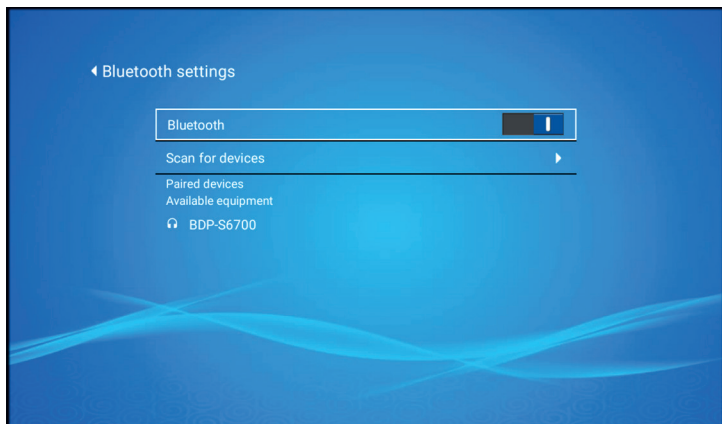 Bluetooth settings
Bluetooth
Scan for devices
Paired devices
Available equipment
BDP-S6700